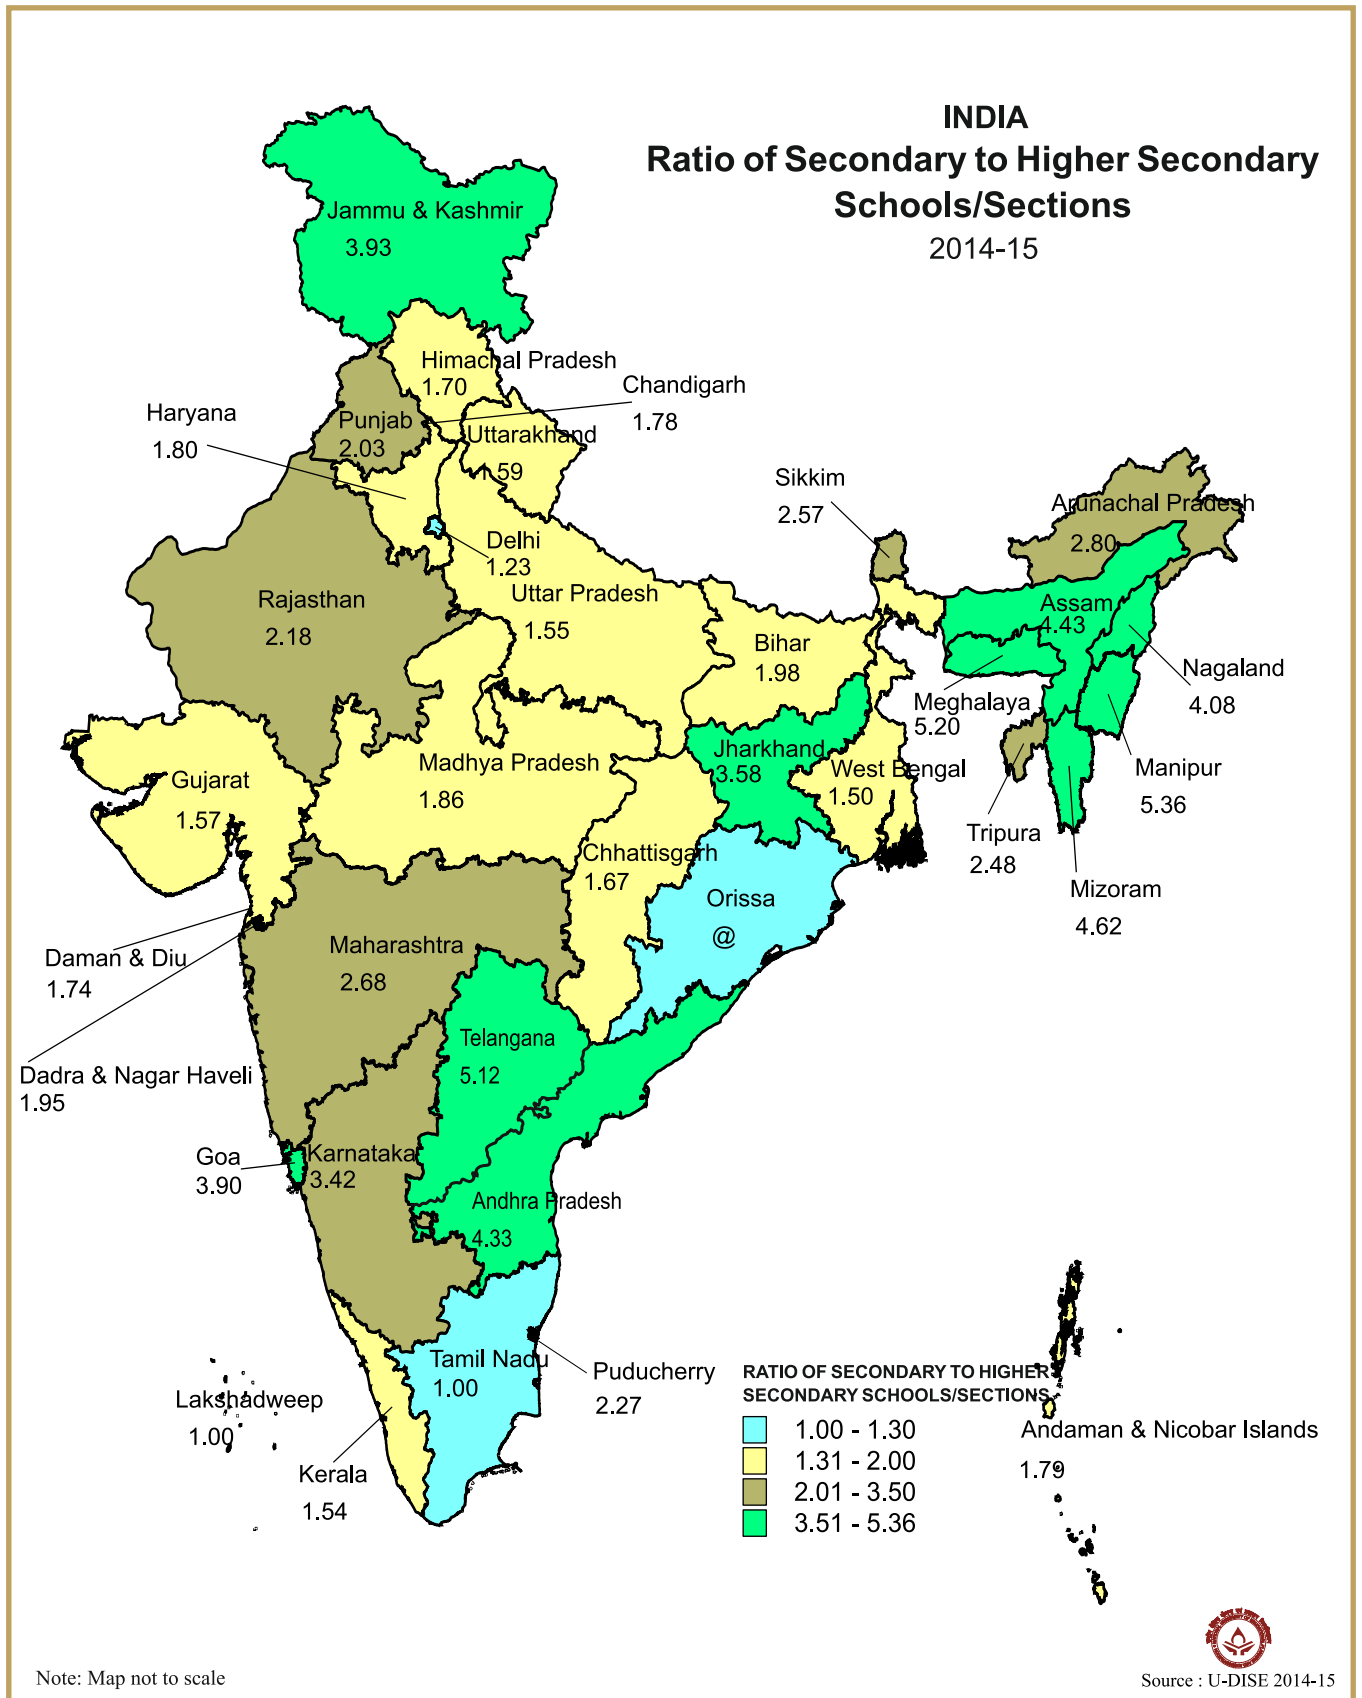 INDIA
Ratio of Secondary to Higher Secondary
Schools/Sections
2014-15
Jammu & Kashmir
3.93
Himachal Pradesh
1.70
Chandigarh
1.78
Haryana
1.80
Punjab
2.03
Uttarakhand
1.59
Sikkim
2.57
Arunachal Pradesh
2.80
Delhi
1.23
Uttar Pradesh
1.55
Rajasthan
2.18
Assam
4.43
Bihar
1.98
Nagaland
4.08
Meghalaya
5.20
Jharkhand
3.58
Madhya Pradesh
1.86
West Bengal
1.50
Manipur
5.36
Gujarat
1.57
Tripura
2.48
Chhattisgarh
1.67
Mizoram
4.62
Orissa
@
Maharashtra
2.68
Daman & Diu
1.74
Telangana
5.12
Dadra & Nagar Haveli
1.95
Goa
3.90
Karnataka
3.42
Andhra Pradesh
4.33
Tamil Nadu
1.00
Puducherry
2.27
Lakshadweep
1.00
Kerala
1.54
RATIO OF SECONDARY TO HIGHER
SECONDARY SCHOOLS/SECTIONS
1.00 - 1.30
1.31 - 2.00
2.01 - 3.50
3.51 - 5.36
Andaman & Nicobar Islands
1.79
Note: Map not to scale
Source : U-DISE 2014-15